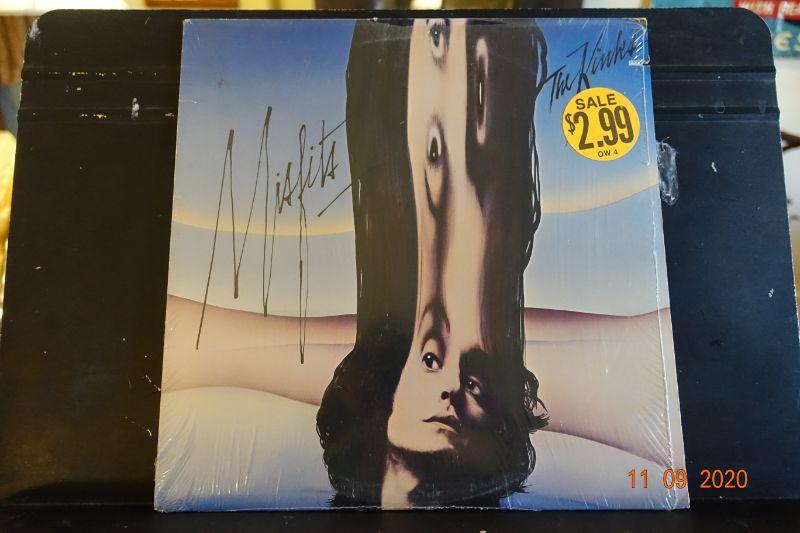 The Kinks
SALE
$2.99
OW 4
Misfits
11 09 2020